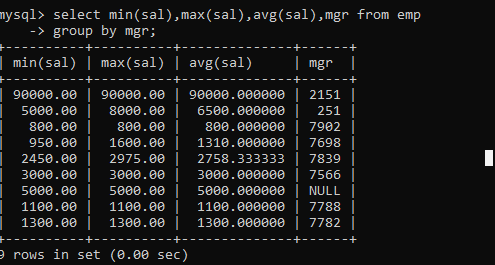 mysql> select min(sal),max(sal),avg(sal),mgr from emp
    -> group by mgr;
+----------+----------+--------------+------+
| min(sal) | max(sal) | avg(sal)     | mgr  |
+----------+----------+--------------+------+
| 90000.00 | 90000.00 | 90000.000000 | 2151 |
|  5000.00 |  8000.00 |  6500.000000 |  251 |
|   800.00 |   800.00 |   800.000000 | 7902 |
|   950.00 |  1600.00 |  1310.000000 | 7698 |
|  2450.00 |  2975.00 |  2758.333333 | 7839 |
|  3000.00 |  3000.00 |  3000.000000 | 7566 |
|  5000.00 |  5000.00 |  5000.000000 | NULL |
|  1100.00 |  1100.00 |  1100.000000 | 7788 |
|  1300.00 |  1300.00 |  1300.000000 | 7782 |
+----------+----------+--------------+------+
9 rows in set (0.00 sec)